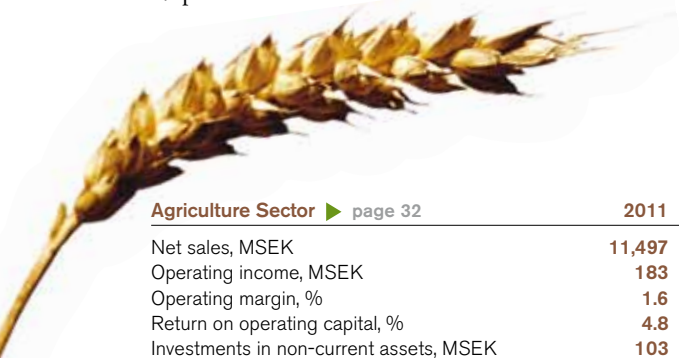 Agriculture Sector ▶ page 32 2011
Net sales, MSEK 11,497
Operating income, MSEK 183
Operating margin, % 1.6
Return on operating capital, % 4.8
Investments in non-current assets, MSEK 103